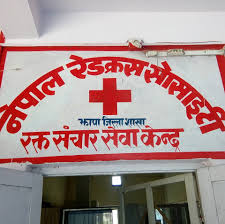 नेपाल रेडक्रस सोसाइटी
झापा जिल्ला शाखा
रक्त संचार सेवा केन्द्र